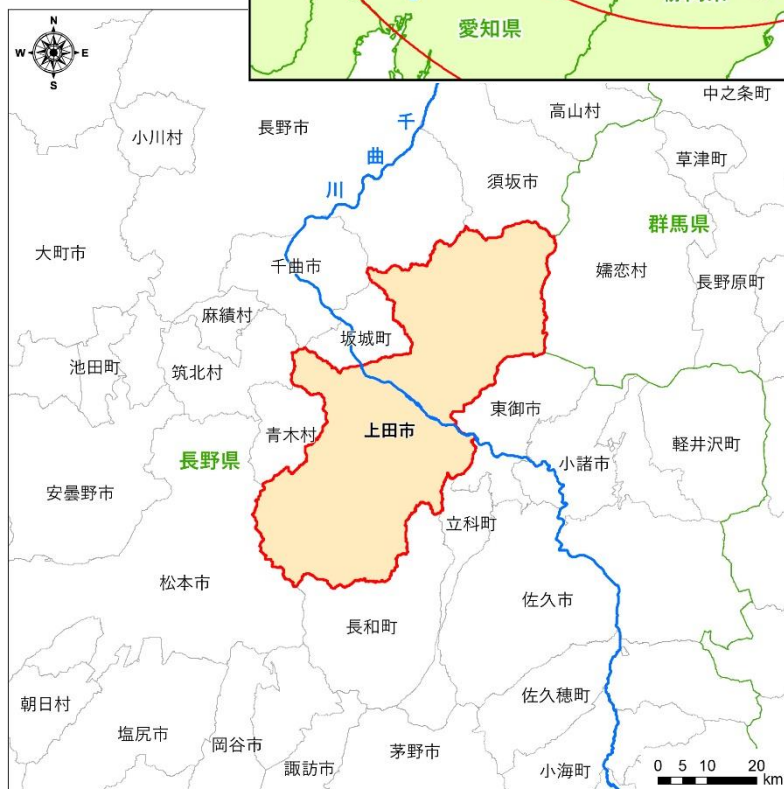 愛知県
N
W
E
S
中之条町
高山村
千
小川村
長野市
曲
草津町
川
須坂市
群馬県
大町市
千曲市
嬬恋村
長野原町
麻績村
坂城町
池田町
筑北村
東御市
青木村
上田市
軽井沢町
長野県
小諸市
安曇野市
立科町
松本市
佐久市
長和町
朝日村
佐久穂町
塩尻市
岡谷市
茅野市
諏訪市
小海町
0 5 10 20
km